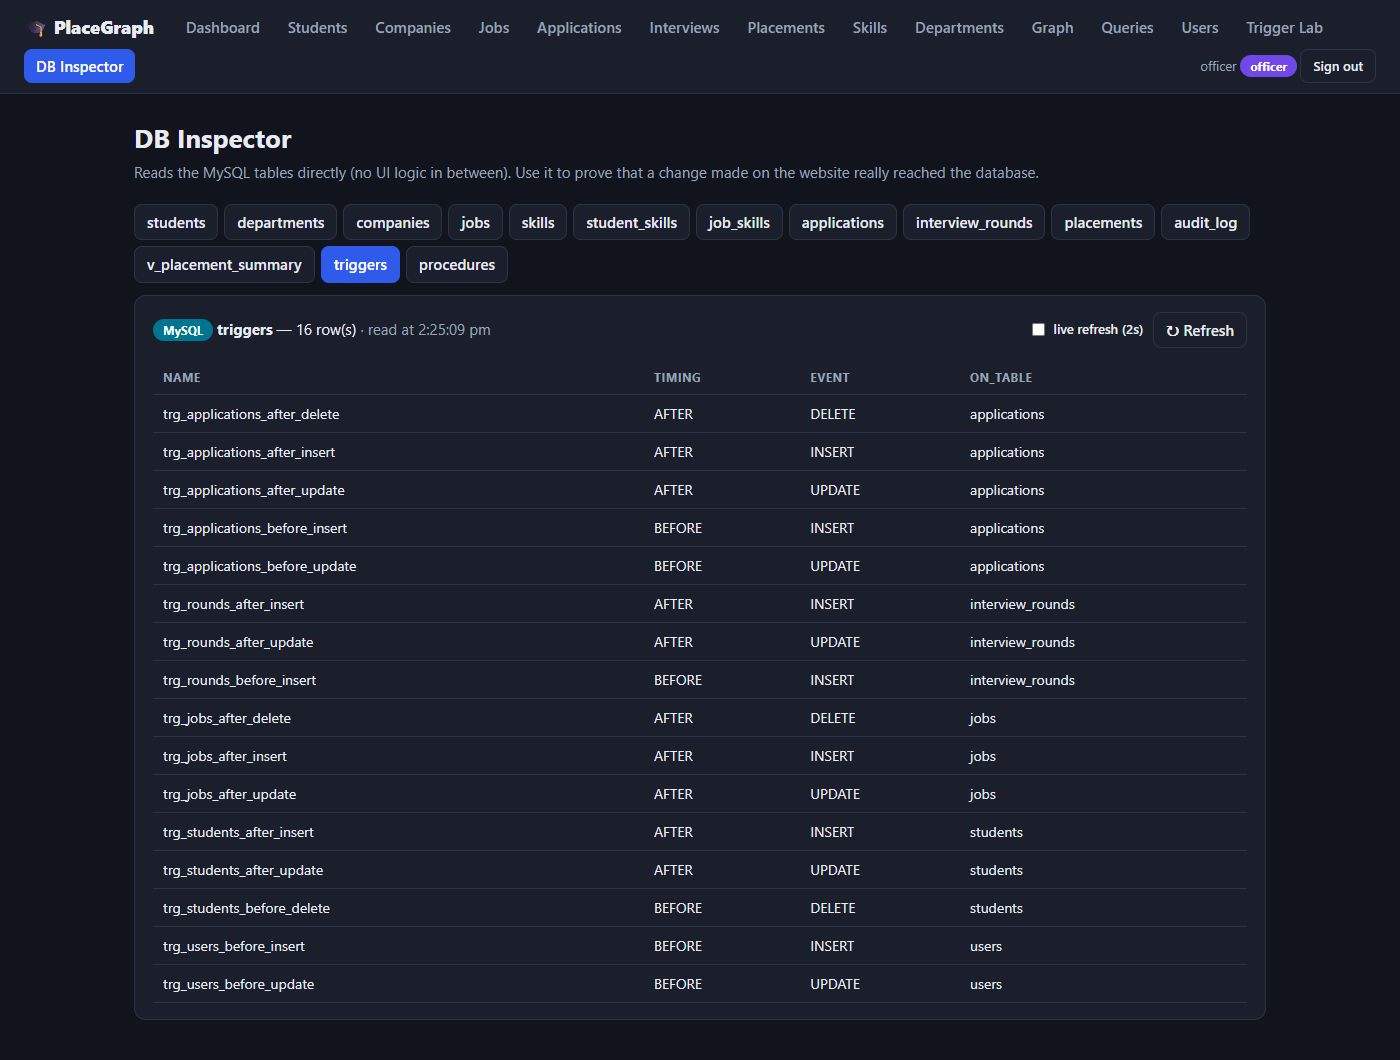 PlaceGraph Dashboard Students Companies Jobs Applications Interviews Placements Skills Departments Graph Queries Users Trigger Lab
DB Inspector officer officer Sign out
DB Inspector
Reads the MySQL tables directly (no UI logic in between). Use it to prove that a change made on the website really reached the database.
students departments companies jobs skills student_skills job_skills applications interview_rounds placements audit_log
v_placement_summary triggers procedures
MySQL triggers — 16 row(s) · read at 2:25:09 pm live refresh (2s) ↻ Refresh
NAME TIMING EVENT ON_TABLE
trg_applications_after_delete AFTER DELETE applications
trg_applications_after_insert AFTER INSERT applications
trg_applications_after_update AFTER UPDATE applications
trg_applications_before_insert BEFORE INSERT applications
trg_applications_before_update BEFORE UPDATE applications
trg_rounds_after_insert AFTER INSERT interview_rounds
trg_rounds_after_update AFTER UPDATE interview_rounds
trg_rounds_before_insert BEFORE INSERT interview_rounds
trg_jobs_after_delete AFTER DELETE jobs
trg_jobs_after_insert AFTER INSERT jobs
trg_jobs_after_update AFTER UPDATE jobs
trg_students_after_insert AFTER INSERT students
trg_students_after_update AFTER UPDATE students
trg_students_before_delete BEFORE DELETE students
trg_users_before_insert BEFORE INSERT users
trg_users_before_update BEFORE UPDATE users